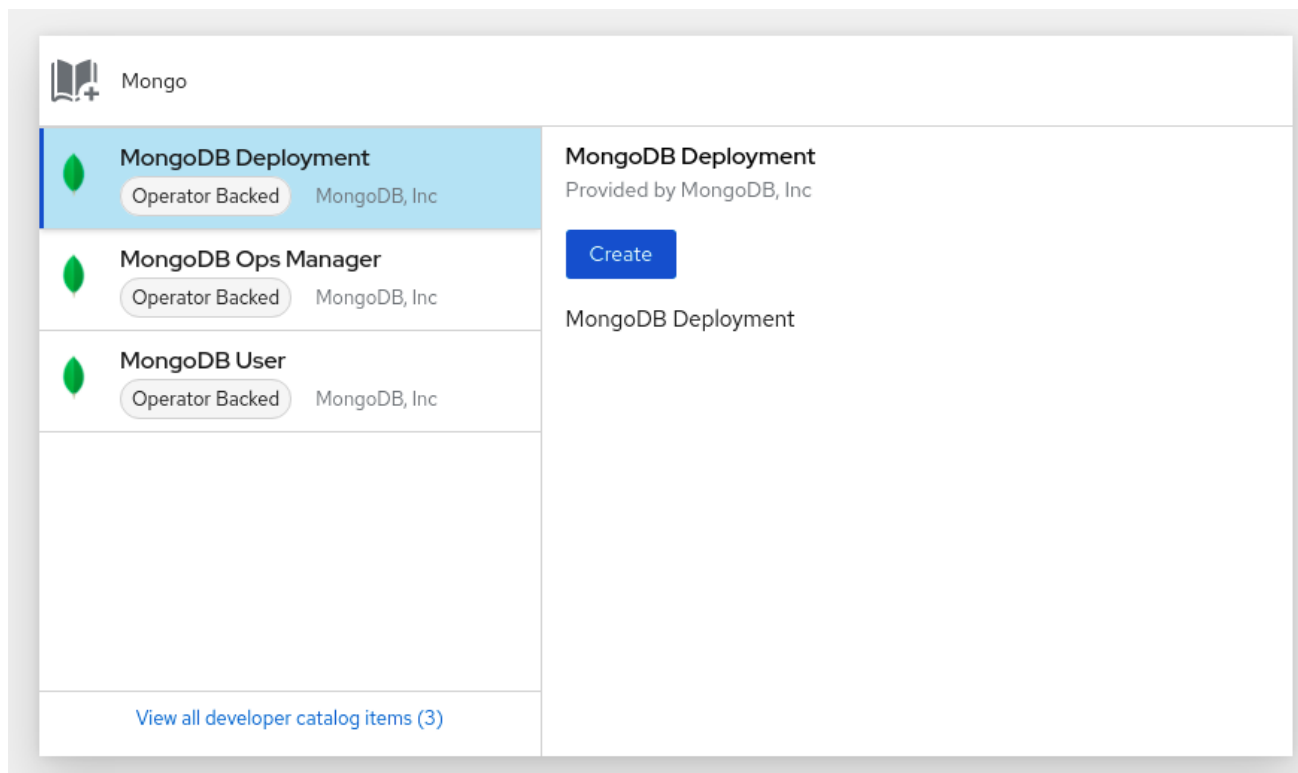 Mongo
MongoDB Deployment
Operator Backed MongoDB, Inc
MongoDB Ops Manager
Operator Backed MongoDB, Inc
MongoDB User
Operator Backed MongoDB, Inc
View all developer catalog items (3)
MongoDB Deployment
Provided by MongoDB, Inc
Create
MongoDB Deployment